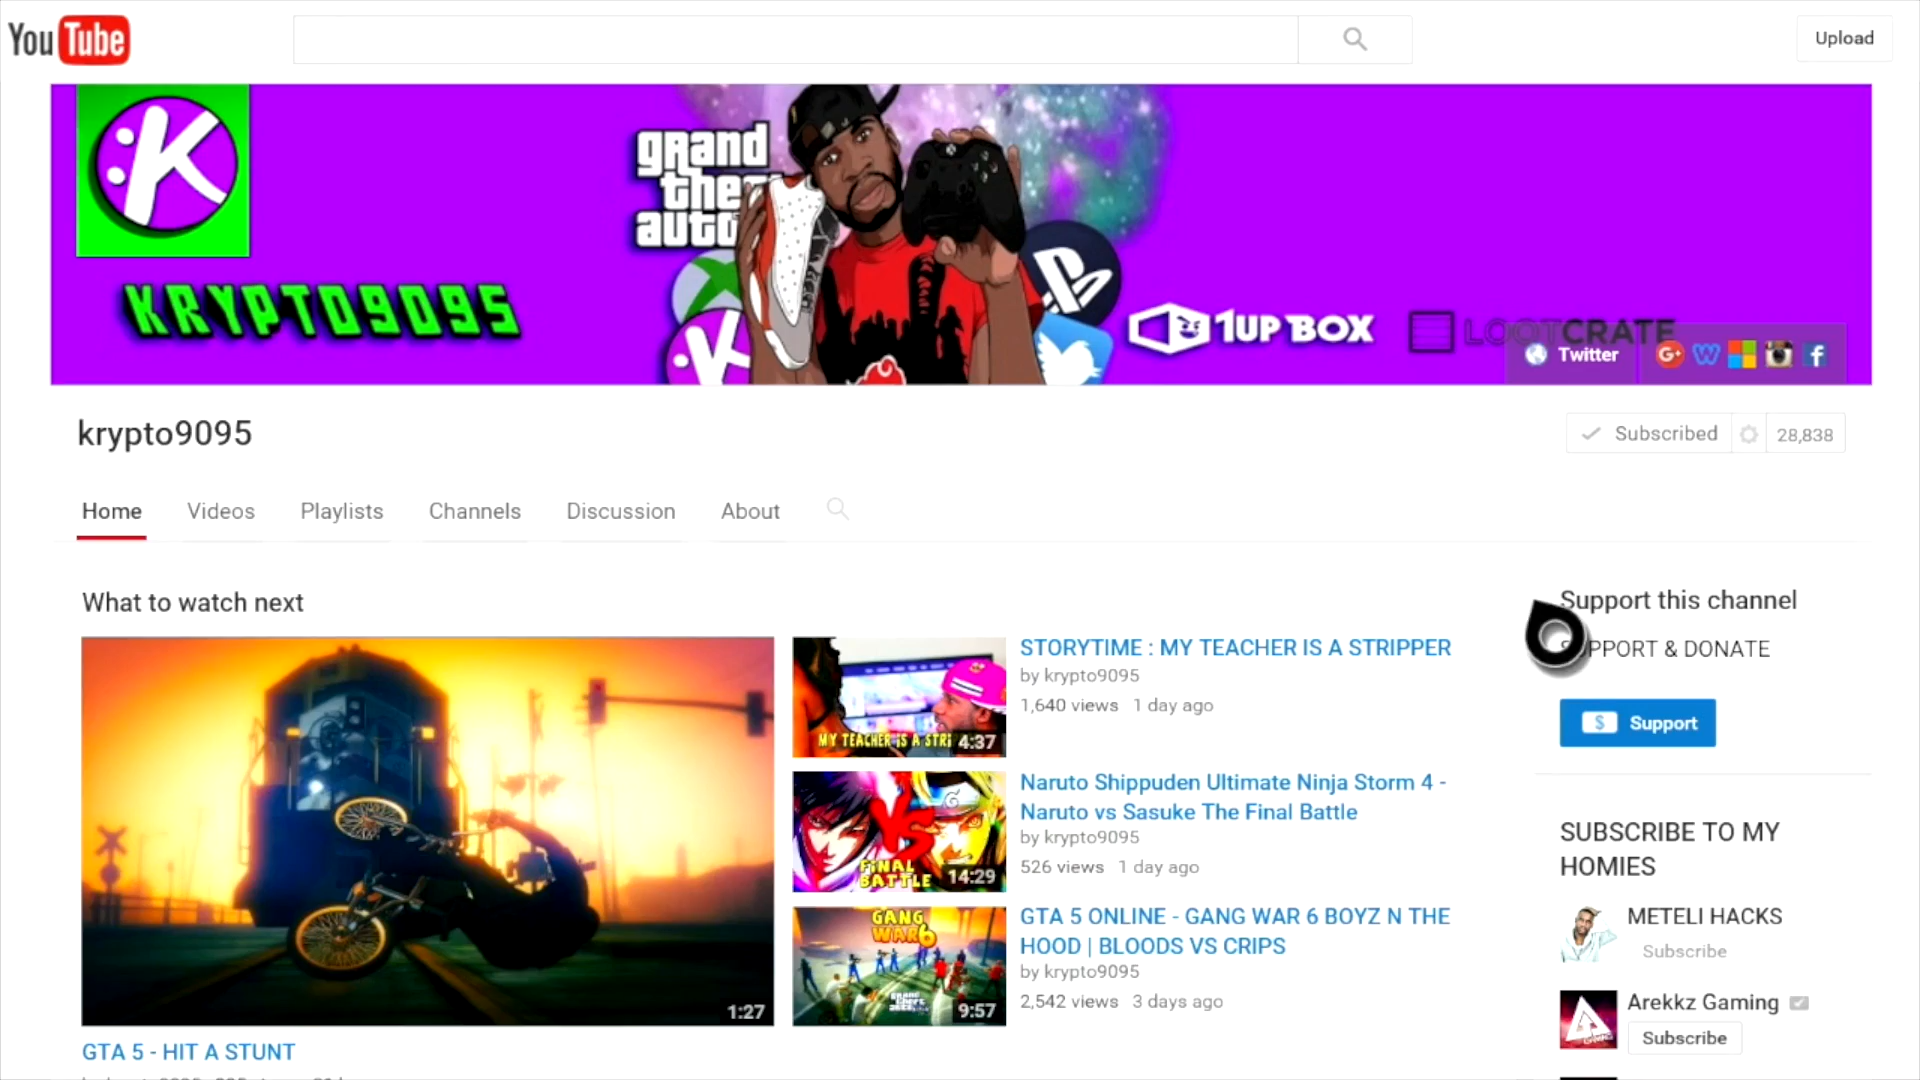 YouTube
Upload
grand
theft
auto
KRYPTO9095
1UP BOX
LOOTCRATE
Twitter
krypto9095
Subscribed
28,838
Home
Videos
Playlists
Channels
Discussion
About
What to watch next
1:27
GTA 5 - HIT A STUNT
MY TEACHER IS A STRI 4:37
STORYTIME : MY TEACHER IS A STRIPPER
by krypto9095
1,640 views 1 day ago
VS
FINAL
BATTLE 14:29
Naruto Shippuden Ultimate Ninja Storm 4 -
Naruto vs Sasuke The Final Battle
by krypto9095
526 views 1 day ago
GANG
WAR 6
9:57
GTA 5 ONLINE - GANG WAR 6 BOYZ N THE
HOOD | BLOODS VS CRIPS
by krypto9095
2,542 views 3 days ago
Support this channel
SUPPORT & DONATE
$ Support
SUBSCRIBE TO MY
HOMIES
METELI HACKS
Subscribe
Arekkz Gaming
Subscribe